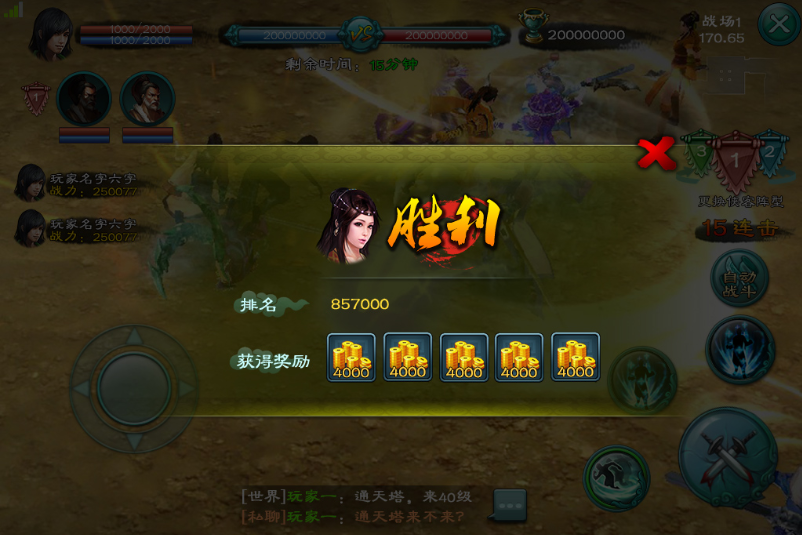 1000/2000
1000/2000
200000000
VS
200000000
200000000
战场1
170.65
剩余时间：15分钟
1
3
1
2
玩家名字六字
战力：250077
玩家名字六字
战力：250077
更换侠客阵型
15连击
自动
战斗
胜利
排名
857000
获得奖励
4000
4000
4000
4000
4000
[世界]玩家一：通天塔，来40级
[私聊]玩家一：通天塔来不来？